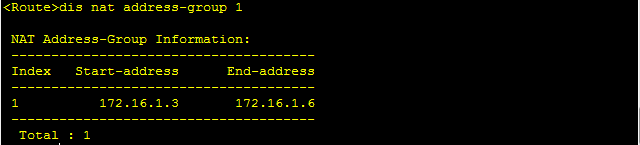 <Route>dis nat address-group 1
NAT Address-Group Information:
--------------------------------------
Index   Start-address      End-address
--------------------------------------
1          172.16.1.3       172.16.1.6
--------------------------------------
Total : 1